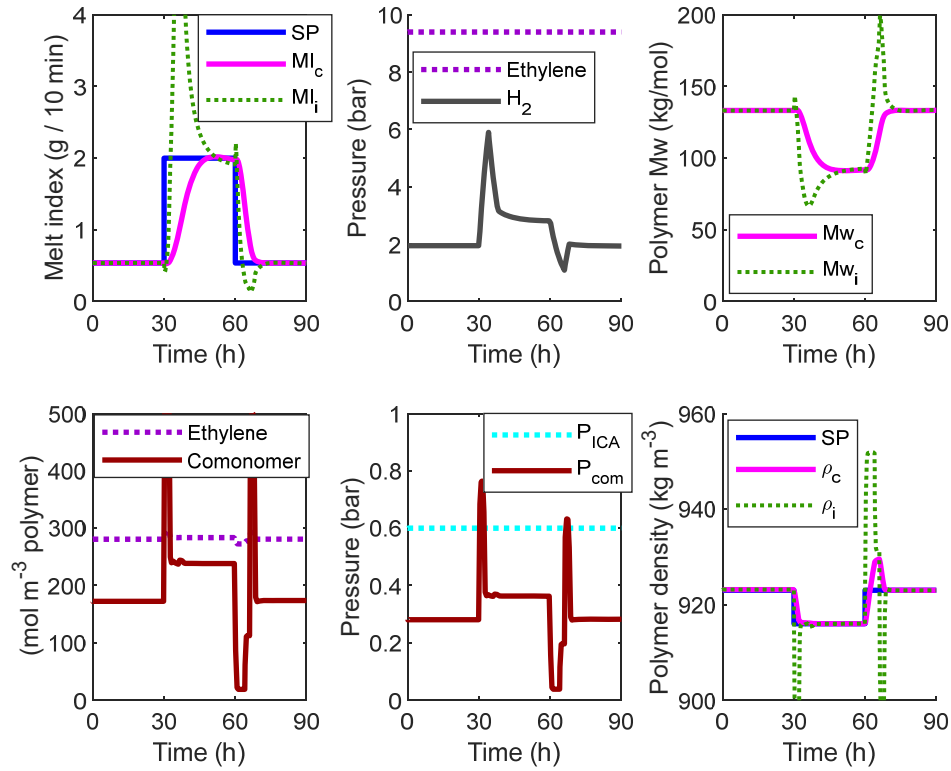 Melt index (g / 10 min)
4
3
2
1
0
SP
MI_c
MI_i
0
30
60
90
Time (h)
Pressure (bar)
10
8
6
4
2
0
Ethylene
H_2
0
30
60
90
Time (h)
Polymer Mw (kg/mol)
200
150
100
50
0
Mw_c
Mw_i
0
30
60
90
Time (h)
(mol m^-3 polymer)
500
400
300
200
100
0
Ethylene
Comonomer
0
30
60
90
Time (h)
Pressure (bar)
1
0.8
0.6
0.4
0.2
0
P_ICA
P_com
0
30
60
90
Time (h)
Polymer density (kg m^-3)
960
940
920
900
SP
ρ_c
ρ_i
0
30
60
90
Time (h)